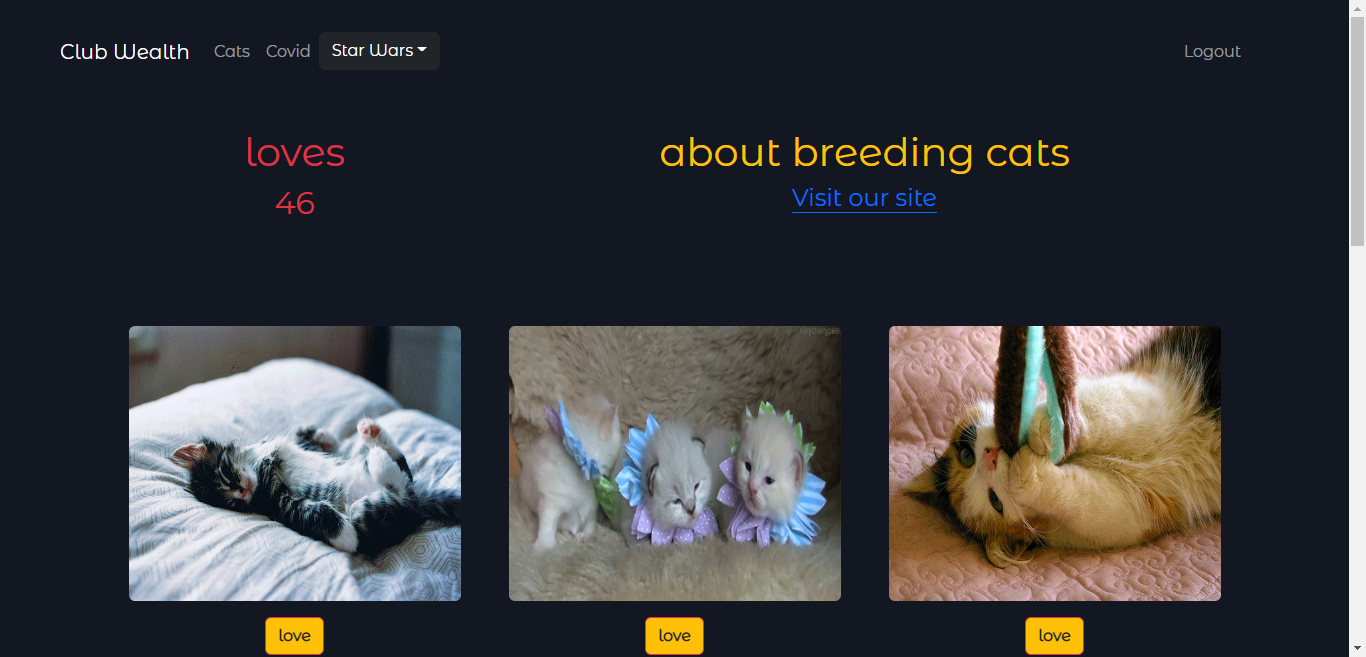 Club Wealth Cats Covid Star Wars Logout
loves about breeding cats
46 Visit our site
love love love